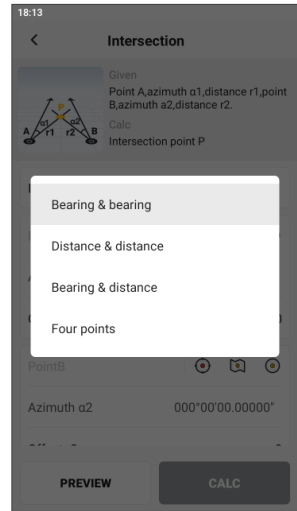 18:13
Intersection
Given
Point A,azimuth α1,distance r1,point
B,azimuth a2,distance r2.
Calc
Intersection point P
P
α1
α2
A
r1
r2
B
Bearing & bearing
Distance & distance
Bearing & distance
Four points
PointB
Azimuth α2
000°00'00.00000"
PREVIEW
CALC